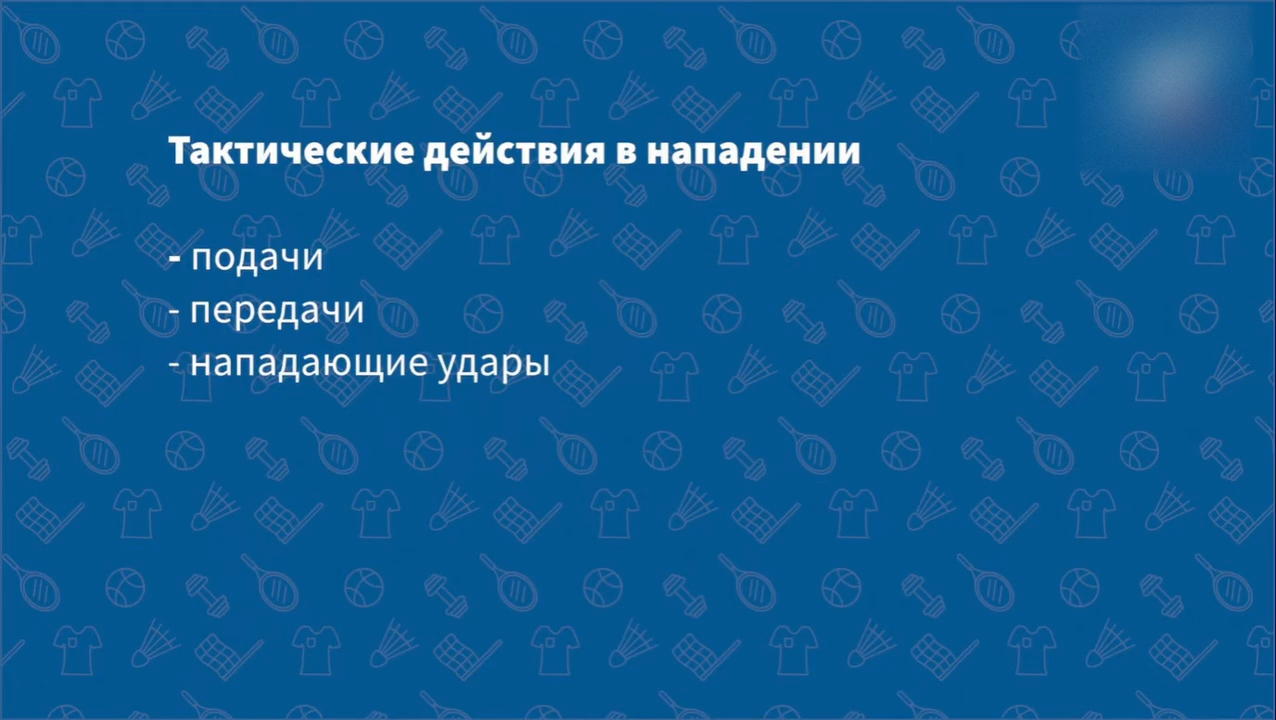 Тактические действия в нападении
- подачи
- передачи
- нападающие удары